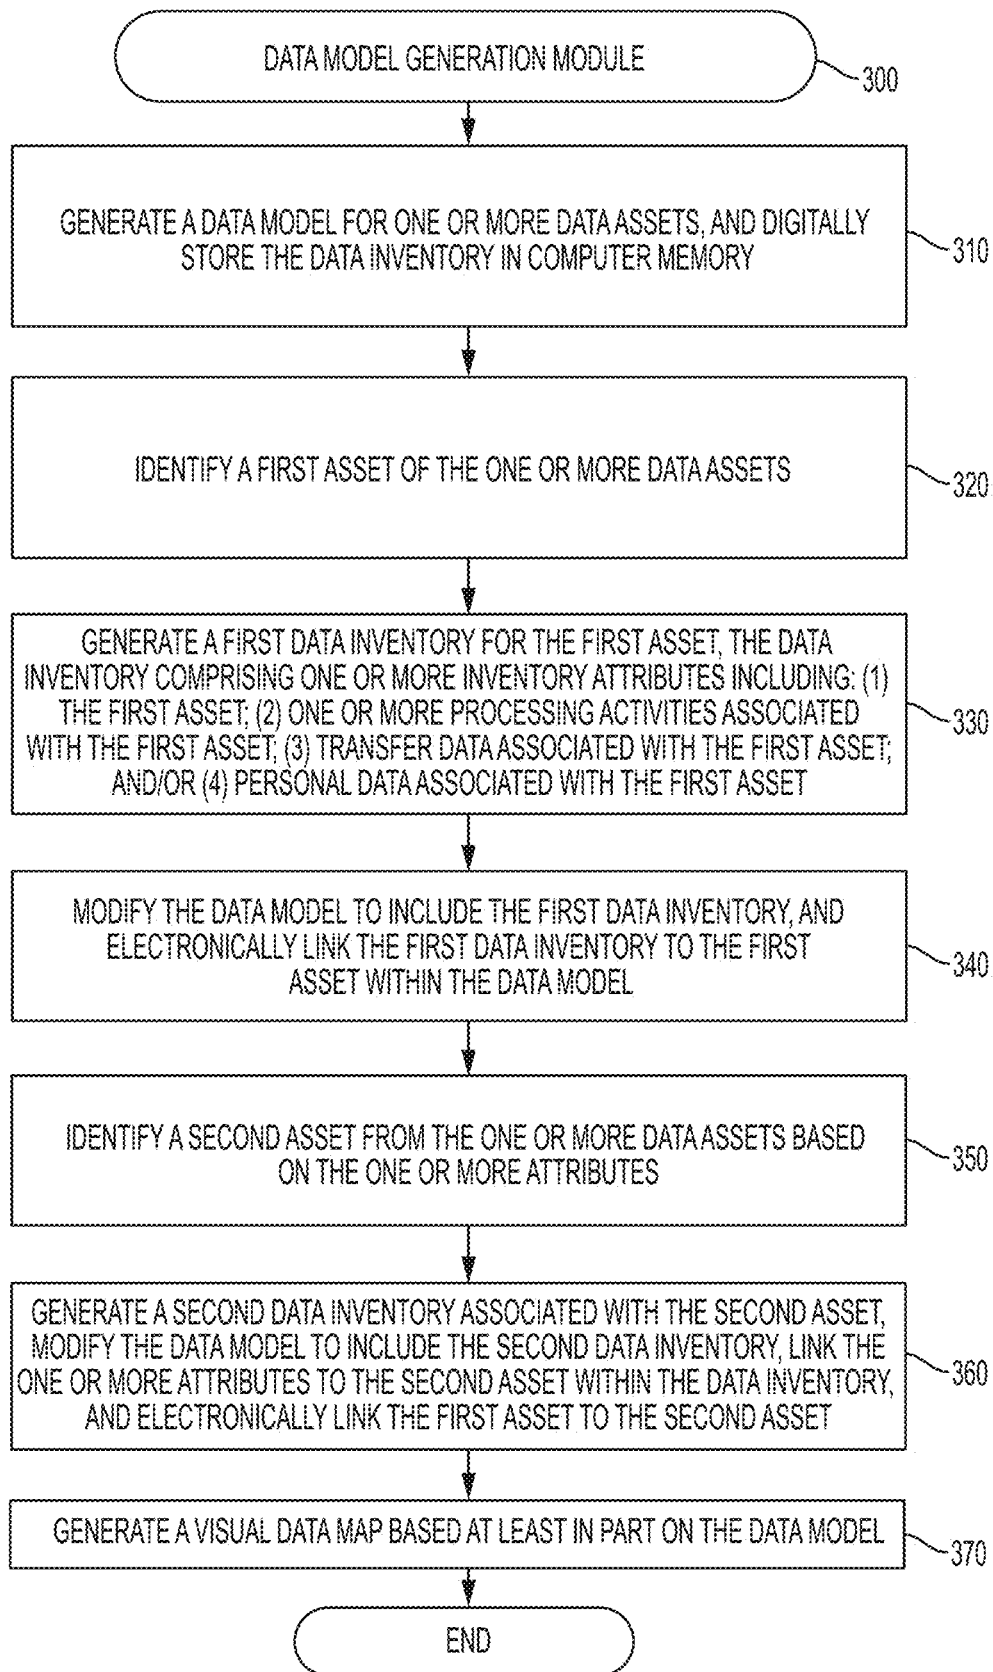 DATA MODEL GENERATION MODULE
300
GENERATE A DATA MODEL FOR ONE OR MORE DATA ASSETS, AND DIGITALLY
STORE THE DATA INVENTORY IN COMPUTER MEMORY
310
IDENTIFY A FIRST ASSET OF THE ONE OR MORE DATA ASSETS
320
GENERATE A FIRST DATA INVENTORY FOR THE FIRST ASSET, THE DATA
INVENTORY COMPRISING ONE OR MORE INVENTORY ATTRIBUTES INCLUDING: (1)
THE FIRST ASSET; (2) ONE OR MORE PROCESSING ACTIVITIES ASSOCIATED
WITH THE FIRST ASSET; (3) TRANSFER DATA ASSOCIATED WITH THE FIRST ASSET;
AND/OR (4) PERSONAL DATA ASSOCIATED WITH THE FIRST ASSET
330
MODIFY THE DATA MODEL TO INCLUDE THE FIRST DATA INVENTORY, AND
ELECTRONICALLY LINK THE FIRST DATA INVENTORY TO THE FIRST
ASSET WITHIN THE DATA MODEL
340
IDENTIFY A SECOND ASSET FROM THE ONE OR MORE DATA ASSETS BASED
ON THE ONE OR MORE ATTRIBUTES
350
GENERATE A SECOND DATA INVENTORY ASSOCIATED WITH THE SECOND ASSET,
MODIFY THE DATA MODEL TO INCLUDE THE SECOND DATA INVENTORY, LINK THE
ONE OR MORE ATTRIBUTES TO THE SECOND ASSET WITHIN THE DATA INVENTORY,
AND ELECTRONICALLY LINK THE FIRST ASSET TO THE SECOND ASSET
360
GENERATE A VISUAL DATA MAP BASED AT LEAST IN PART ON THE DATA MODEL
370
END